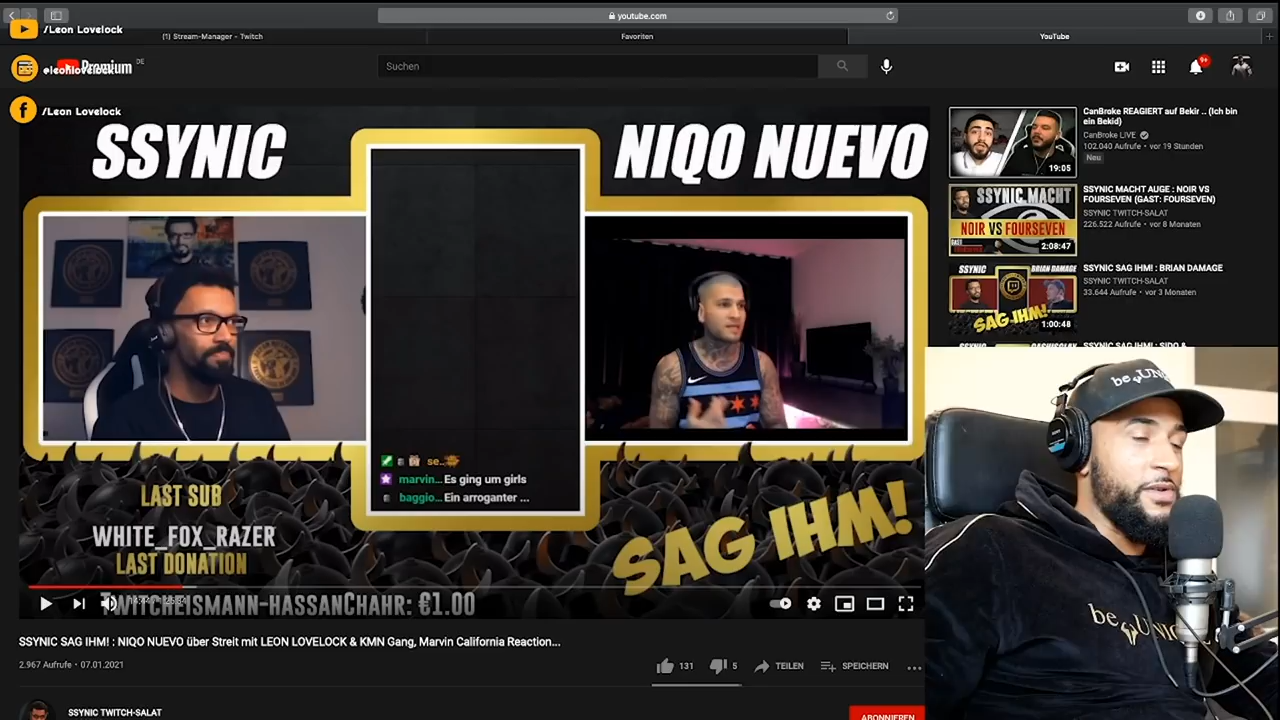 youtube.com
/Leon Lovelock
(1) Stream-Manager - Twitch
Favoriten
YouTube
@leonlovelock
Premium
DE
Suchen
9+
/Leon Lovelock
SSYNIC
NIQO NUEVO
se..
marvin... Es ging um girls
baggio... Ein arroganter ...
LAST SUB
WHITE_FOX_RAZER
LAST DONATION
TWITCHEISMANN-HASSANCHAHR: €1.00
SAG IHM!
SSYNIC SAG IHM! : NIQO NUEVO über Streit mit LEON LOVELOCK & KMN Gang, Marvin California Reaction...
2.967 Aufrufe • 07.01.2021
131
5
TEILEN
SPEICHERN
SSYNIC TWITCH-SALAT
ABONNIEREN
CanBroke REAGIERT auf Bekir .. (Ich bin
ein Bekid)
CanBroke LIVE
102.040 Aufrufe • vor 19 Stunden
Neu
19:05
SSYNIC MACHT AUGE : NOIR VS
FOURSEVEN (GAST: FOURSEVEN)
SSYNIC TWITCH-SALAT
226.522 Aufrufe • vor 8 Monaten
SSYNIC MACHT
NOIR VS FOURSEVEN
2:08:47
SSYNIC SAG IHM! : BRIAN DAMAGE
SSYNIC TWITCH-SALAT
33.644 Aufrufe • vor 3 Monaten
SSYNIC
BRIAN DAMAGE
SAG IHM!
1:00:48
be UNIQ